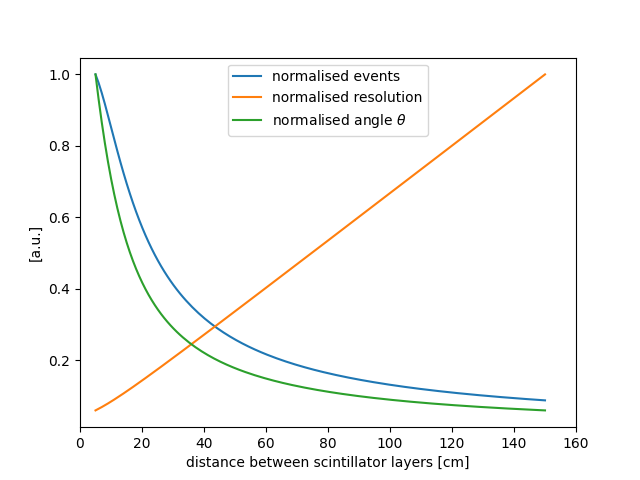 normalised events
normalised resolution
normalised angle θ
1.0
0.8
0.6
0.4
0.2
[a.u.]
0 20 40 60 80 100 120 140 160
distance between scintillator layers [cm]